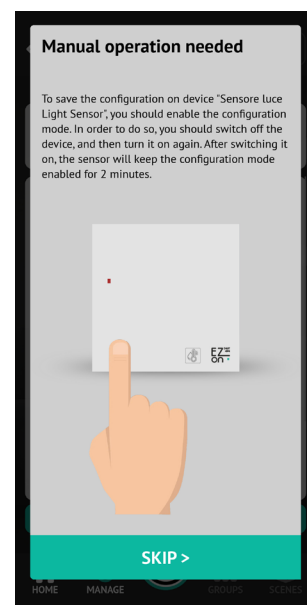 Manual operation needed
To save the configuration on device "Sensore luce
Light Sensor", you should enable the configuration
mode. In order to do so, you should switch off the
device, and then turn it on again. After switching it
on, the sensor will keep the configuration mode
enabled for 2 minutes.
EZ
on
SKIP >
HOME MANAGE GROUPS SCENES